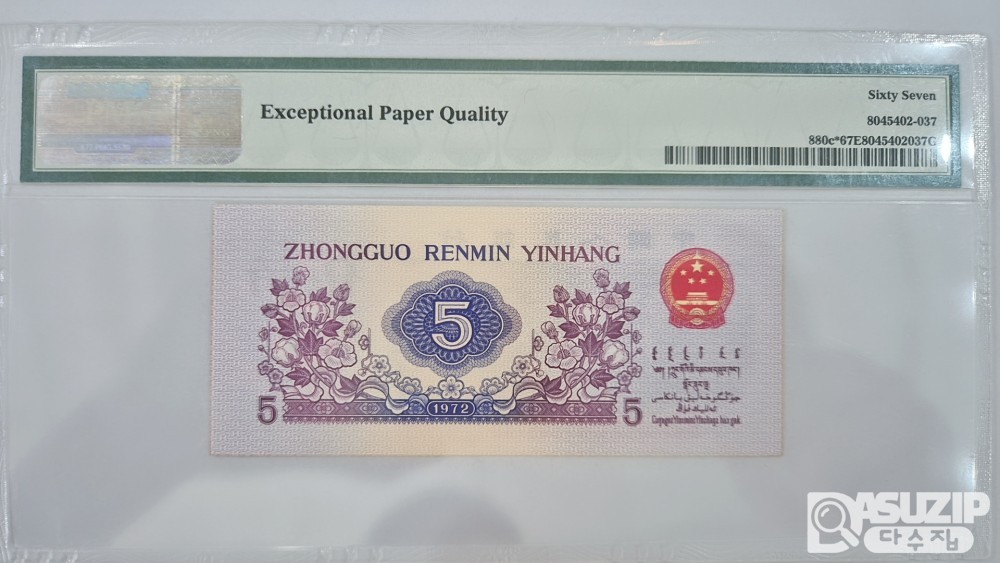 Exceptional Paper Quality
Sixty Seven
8045402-037
880c*67E8045402037G
ZHONGGUO RENMIN YINHANG
5
5
1972
5
ASUZIP
다수집